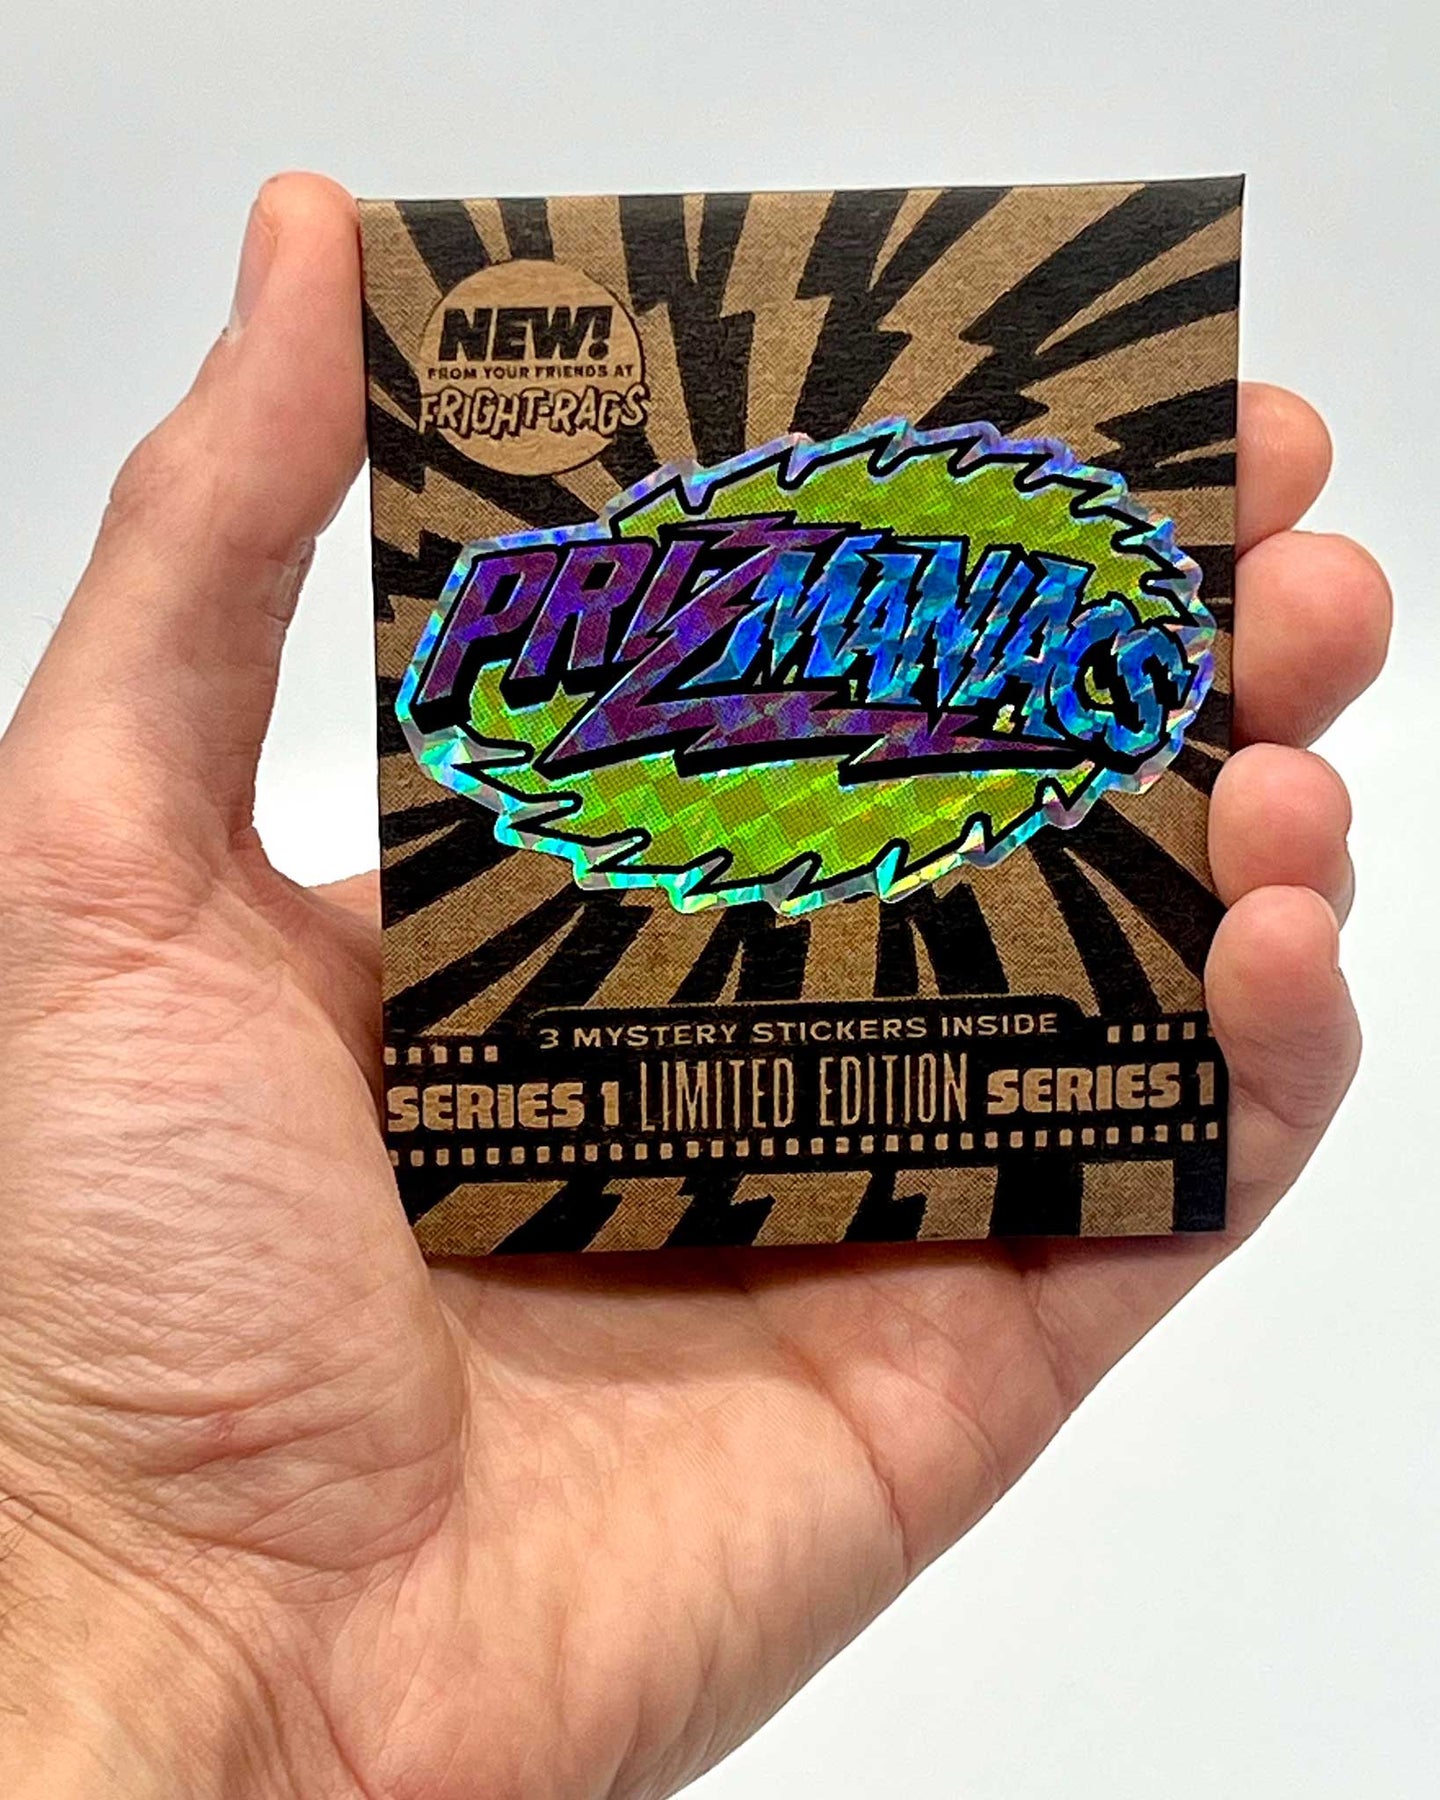 NEW!
FROM YOUR FRIENDS AT
FRIGHT-RAGS
PRIZMANIACS
3 MYSTERY STICKERS INSIDE
SERIES 1 LIMITED EDITION SERIES 1